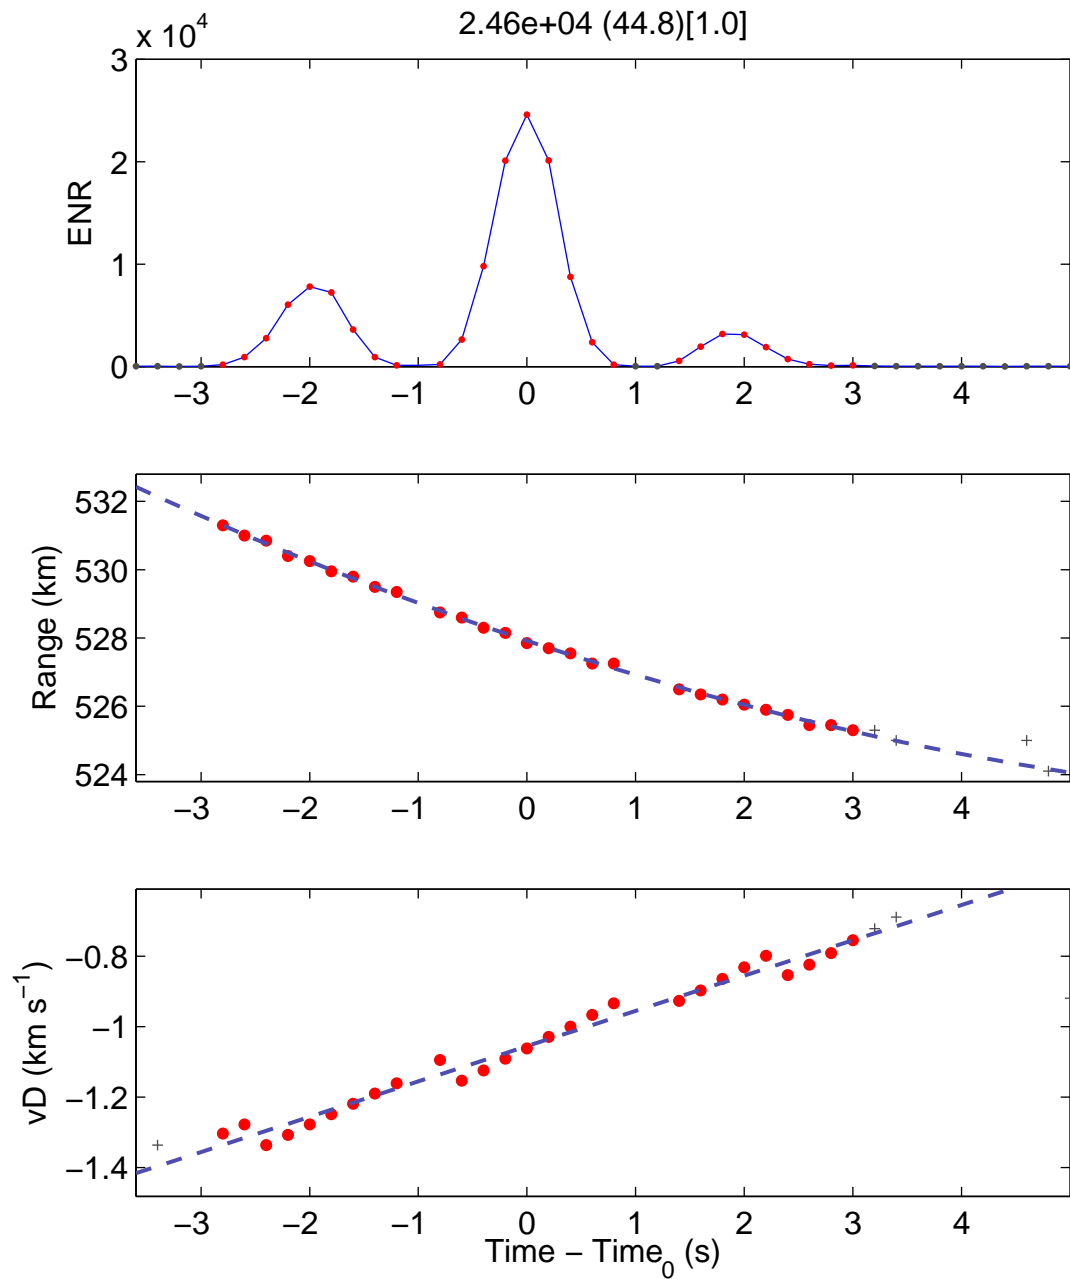 2.46e+04 (44.8)[1.0]
x 10^4
3
2
1
0
ENR
−3 −2 −1 0 1 2 3 4
532
530
528
526
524
Range (km)
−3 −2 −1 0 1 2 3 4
−0.8
−1
−1.2
−1.4
vD (km s^−1)
−3 −2 −1 0 1 2 3 4
Time − Time_0 (s)